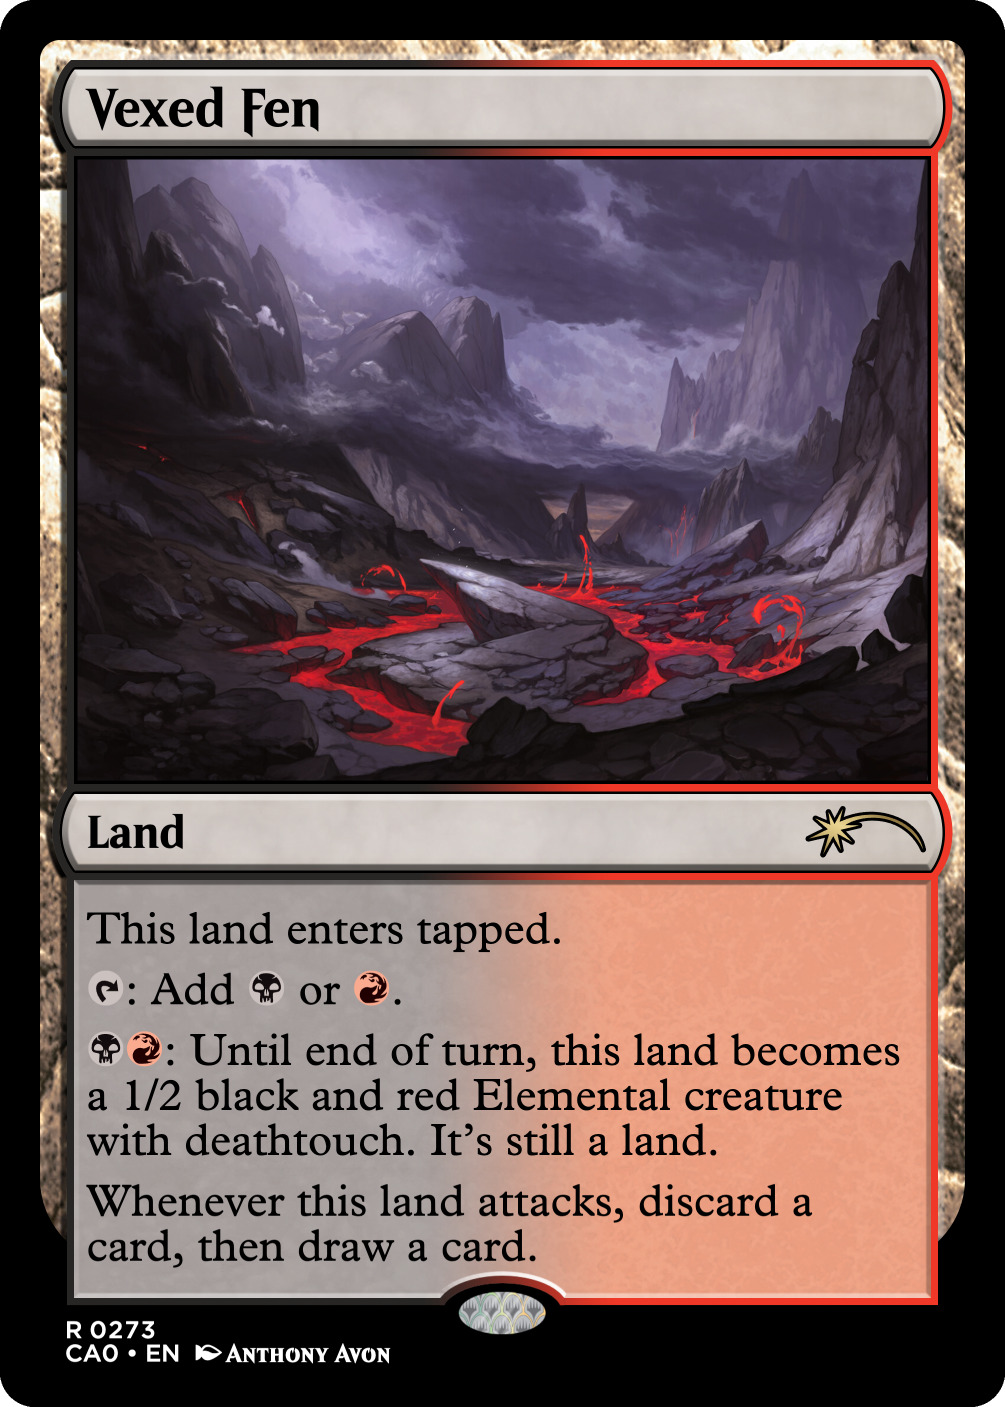 Vexed Fen
Land
This land enters tapped.
: Add or .
: Until end of turn, this land becomes
a 1/2 black and red Elemental creature
with deathtouch. It's still a land.
Whenever this land attacks, discard a
card, then draw a card.
R 0273
CAO • EN Anthony Avon